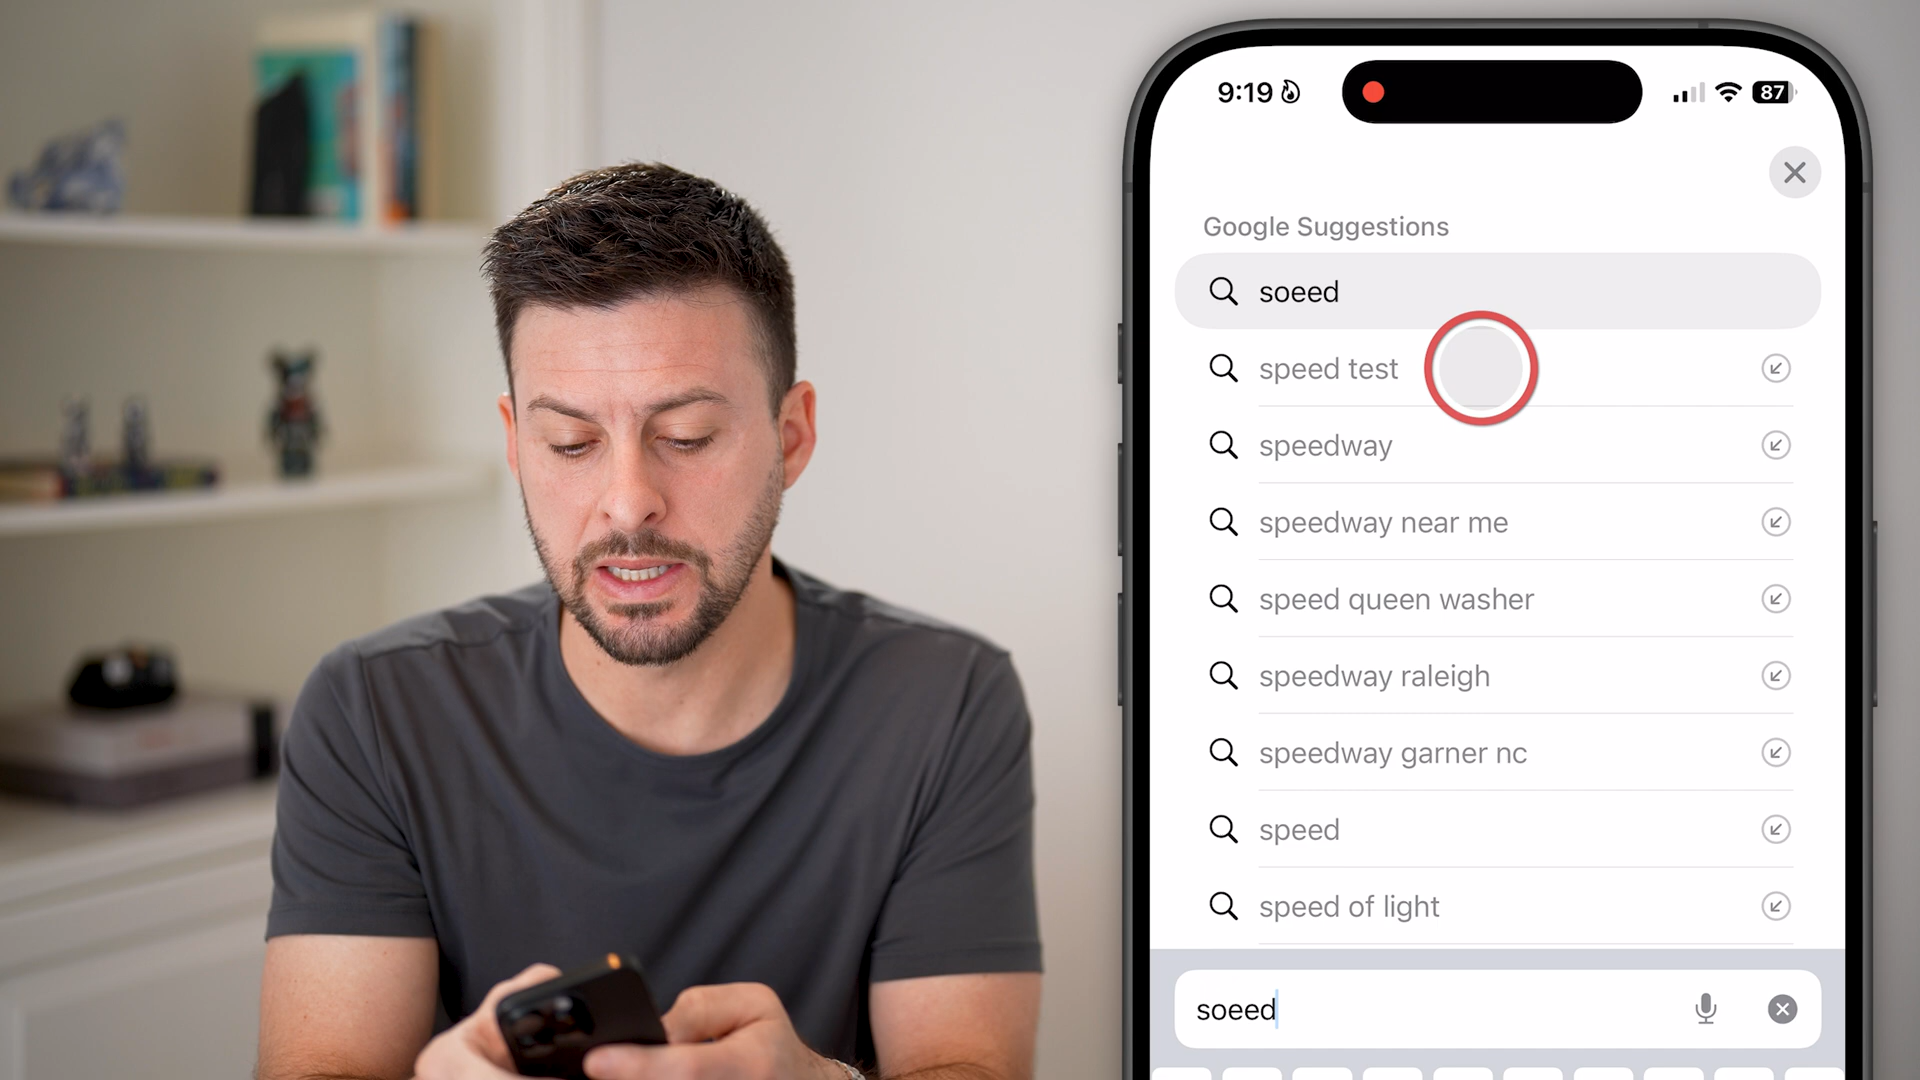 9:19
87
Google Suggestions
soeed
speed test
speedway
speedway near me
speed queen washer
speedway raleigh
speedway garner nc
speed
speed of light
soeed